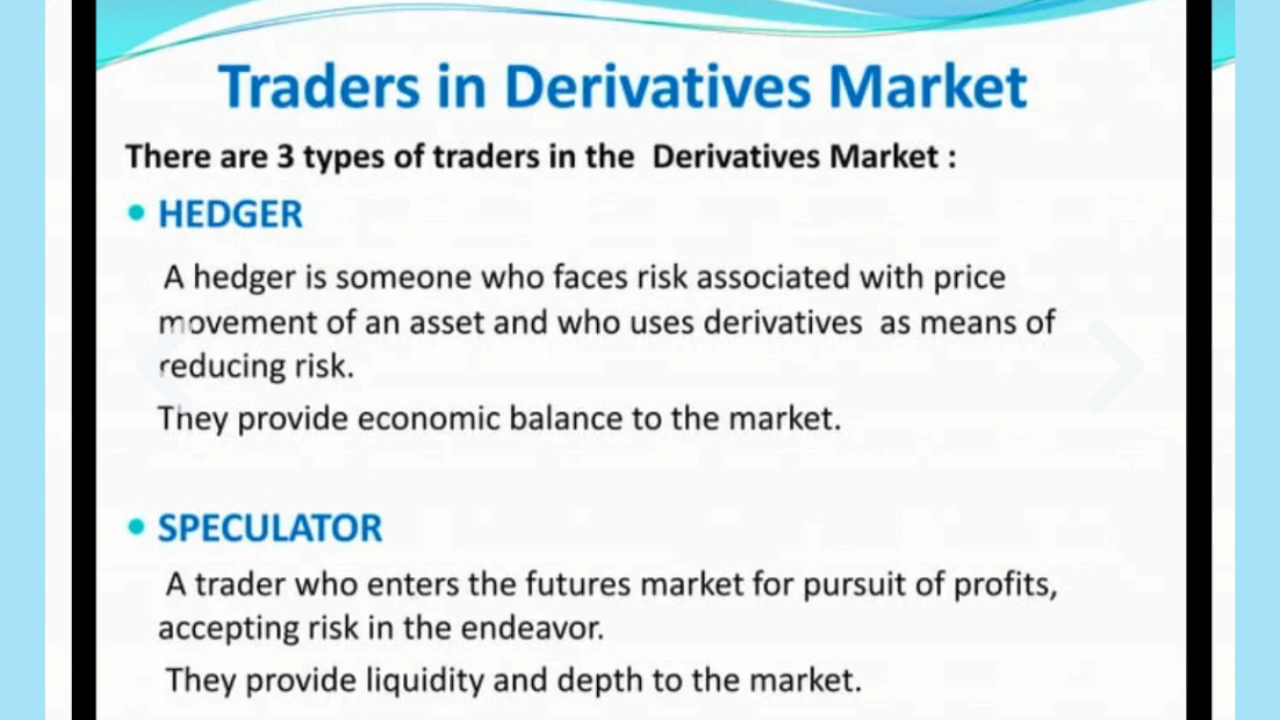 Traders in Derivatives Market
There are 3 types of traders in the  Derivatives Market :
• HEDGER
A hedger is someone who faces risk associated with price
movement of an asset and who uses derivatives  as means of
reducing risk.
They provide economic balance to the market.
• SPECULATOR
A trader who enters the futures market for pursuit of profits,
accepting risk in the endeavor.
They provide liquidity and depth to the market.